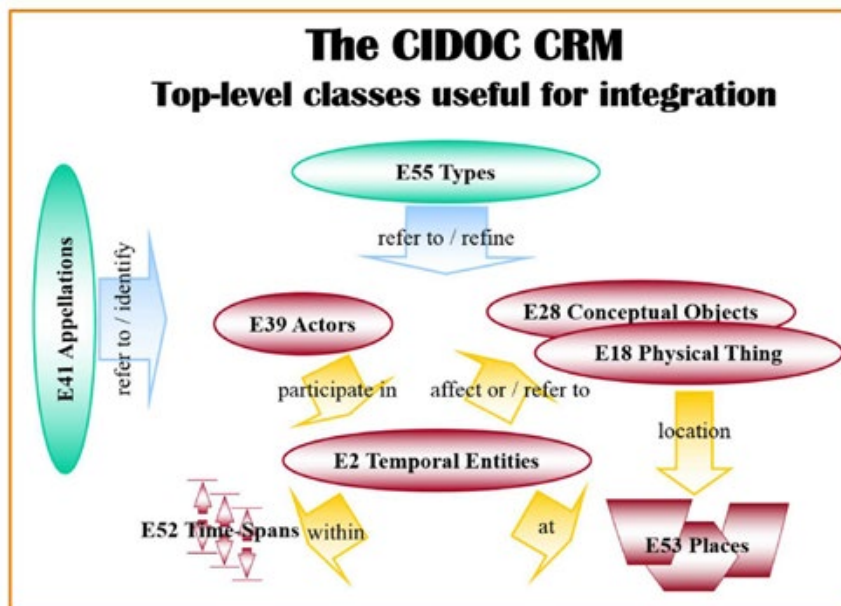 The CIDOC CRM
Top-level classes useful for integration
E55 Types
refer to / refine
E41 Appellations
refer to / identify
E39 Actors
E28 Conceptual Objects
E18 Physical Thing
participate in
affect or / refer to
location
E2 Temporal Entities
E52 Time-Spans
within
at
E53 Places